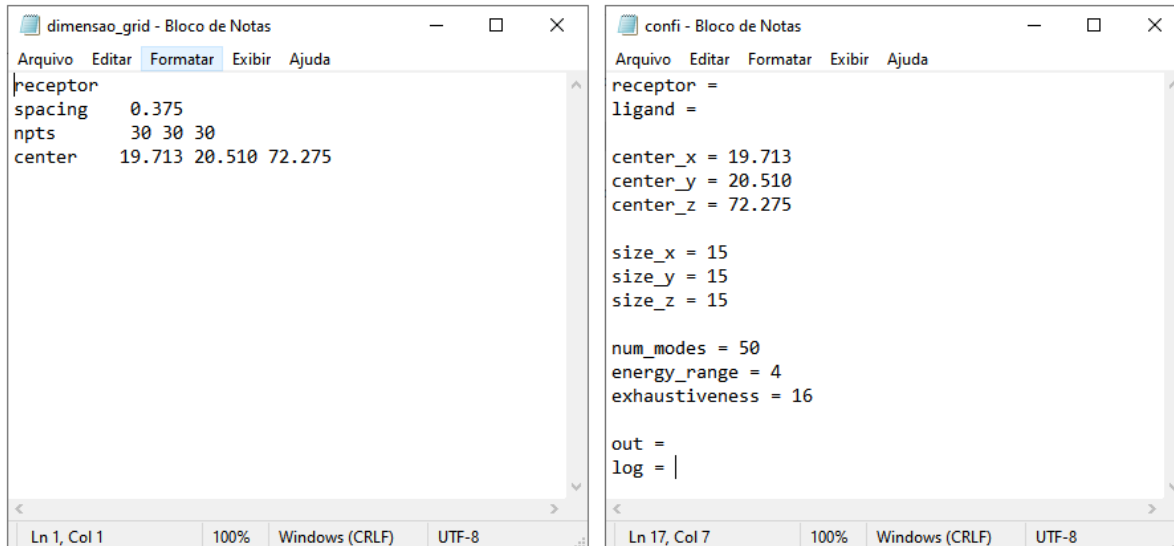 dimensao_grid - Bloco de Notas
Arquivo Editar Formatar Exibir Ajuda
receptor
spacing 0.375
npts 30 30 30
center 19.713 20.510 72.275
Ln 1, Col 1 100% Windows (CRLF) UTF-8
confi - Bloco de Notas
Arquivo Editar Formatar Exibir Ajuda
receptor =
ligand =
center_x = 19.713
center_y = 20.510
center_z = 72.275
size_x = 15
size_y = 15
size_z = 15
num_modes = 50
energy_range = 4
exhaustiveness = 16
out =
log =
Ln 17, Col 7 100% Windows (CRLF) UTF-8